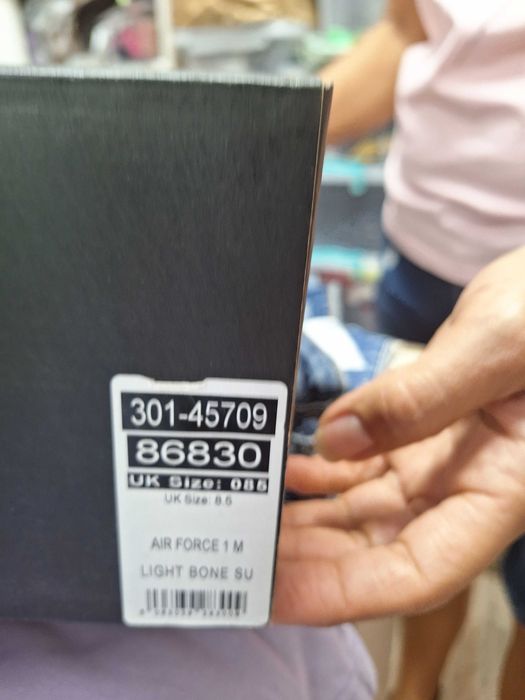 301-45709
86830
UK Size: 085
UK Size: 8.5
AIR FORCE 1 M
LIGHT BONE SU